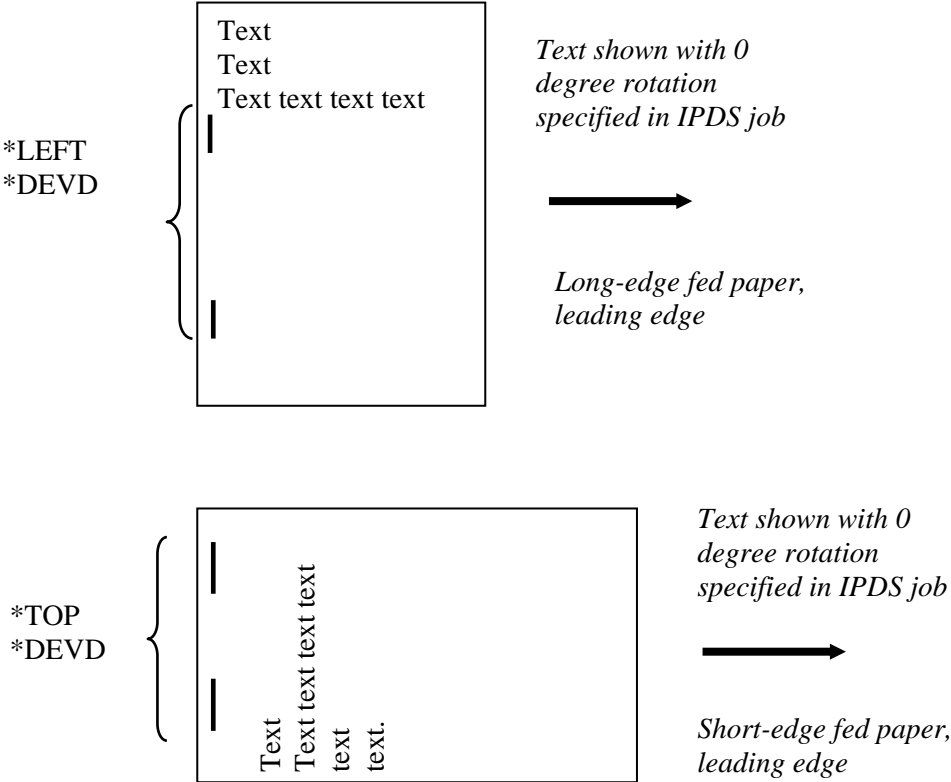 Text
Text
Text text text text
*LEFT
*DEVD
Text shown with 0
degree rotation
specified in IPDS job
Long-edge fed paper,
leading edge
*TOP
*DEVD
Text
Text text text text
text
text.
Text shown with 0
degree rotation
specified in IPDS job
Short-edge fed paper,
leading edge